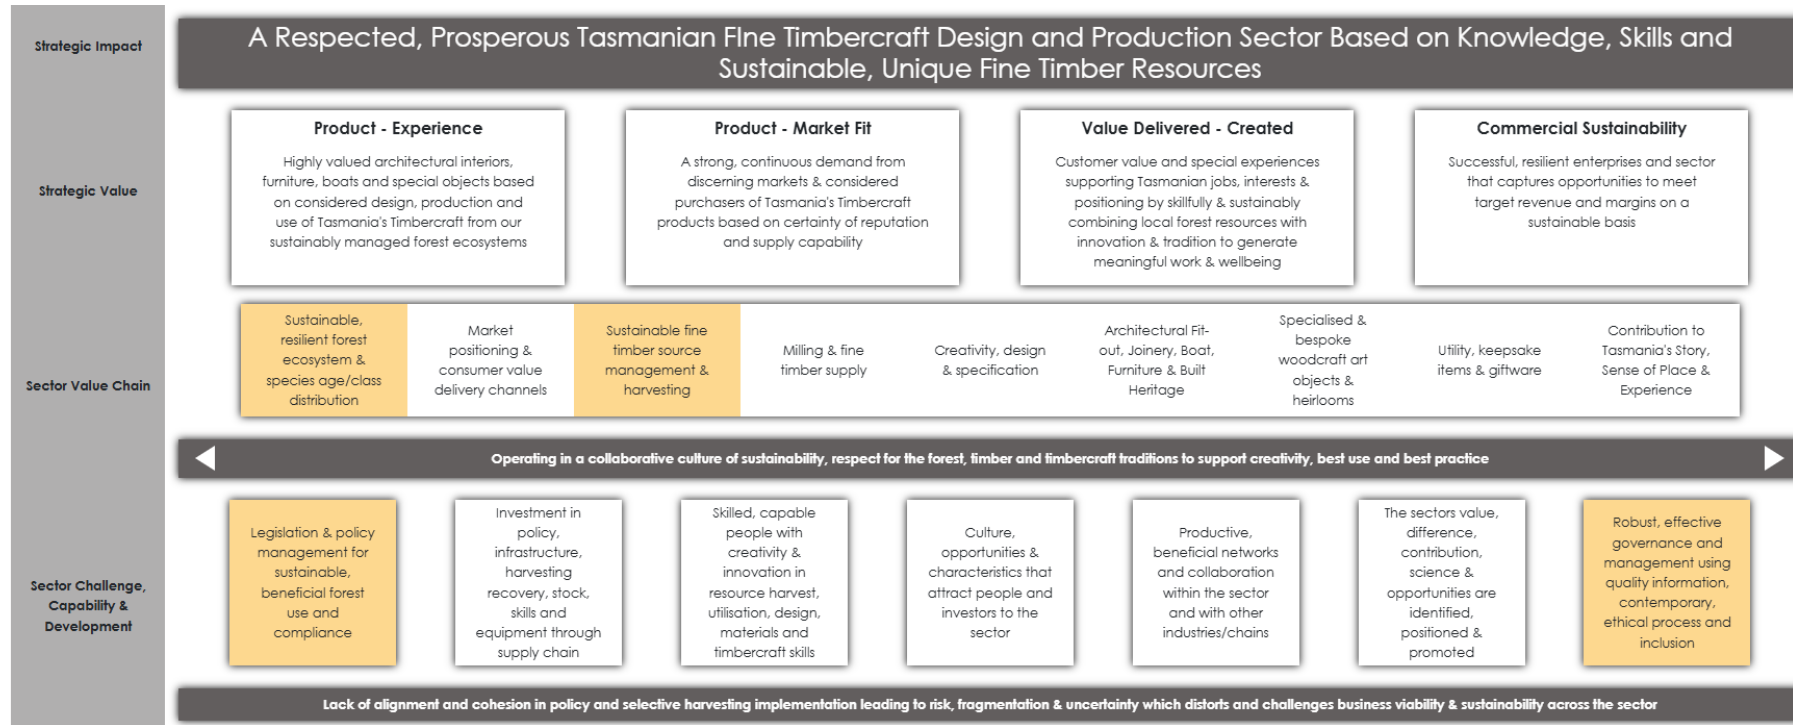 Strategic Impact
A Respected, Prosperous Tasmanian FIne Timbercraft Design and Production Sector Based on Knowledge, Skills and
Sustainable, Unique Fine Timber Resources
Strategic Value
Product - Experience
Highly valued architectural interiors,
furniture, boats and special objects based
on considered design, production and
use of Tasmania's Timbercraft from our
sustainably managed forest ecosystems
Product - Market Fit
A strong, continuous demand from
discerning markets & considered
purchasers of Tasmania's Timbercraft
products based on certainty of reputation
and supply capability
Value Delivered - Created
Customer value and special experiences
supporting Tasmanian jobs, interests &
positioning by skillfully & sustainably
combining local forest resources with
innovation & tradition to generate
meaningful work & wellbeing
Commercial Sustainability
Successful, resilient enterprises and sector
that captures opportunities to meet
target revenue and margins on a
sustainable basis
Sector Value Chain
Sustainable,
resilient forest
ecosystem &
species age/class
distribution
Market
positioning &
consumer value
delivery channels
Sustainable fine
timber source
management &
harvesting
Milling & fine
timber supply
Creativity, design
& specification
Architectural Fit-
out, Joinery, Boat,
Furniture & Built
Heritage
Specialised &
bespoke
woodcraft art
objects &
heirlooms
Utility, keepsake
items & giftware
Contribution to
Tasmania's Story,
Sense of Place &
Experience
Operating in a collaborative culture of sustainability, respect for the forest, timber and timbercraft traditions to support creativity, best use and best practice
Sector Challenge,
Capability &
Development
Legislation & policy
management for
sustainable,
beneficial forest
use and
compliance
Investment in
policy,
infrastructure,
harvesting
recovery, stock,
skills and
equipment through
supply chain
Skilled, capable
people with
creativity &
innovation in
resource harvest,
utilisation, design,
materials and
timbercraft skills
Culture,
opportunities &
characteristics that
attract people and
investors to the
sector
Productive,
beneficial networks
and collaboration
within the sector
and with other
industries/chains
The sectors value,
difference,
contribution,
science &
opportunities are
identified,
positioned &
promoted
Robust, effective
governance and
management using
quality information,
contemporary,
ethical process and
inclusion
Lack of alignment and cohesion in policy and selective harvesting implementation leading to risk, fragmentation & uncertainty which distorts and challenges business viability & sustainability across the sector